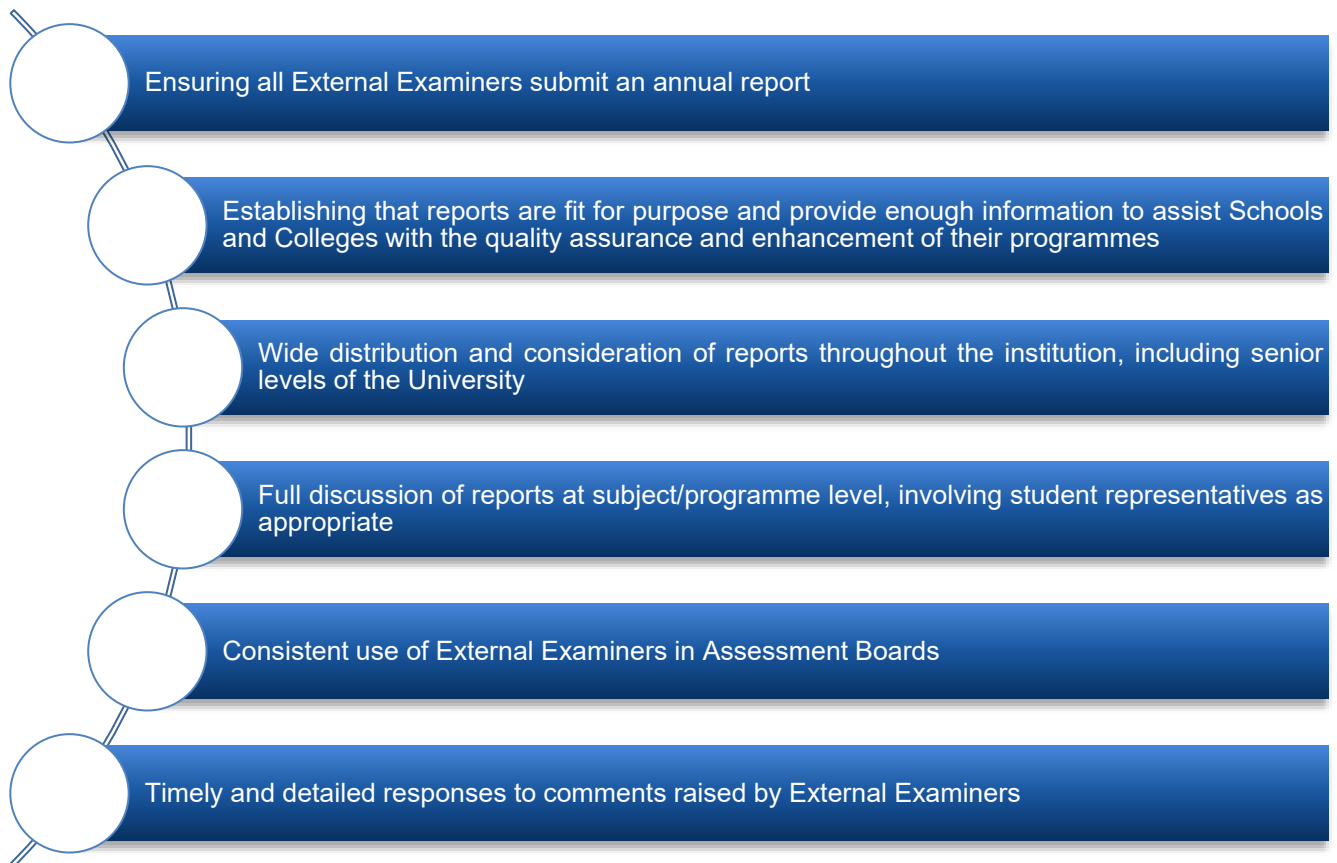 Ensuring all External Examiners submit an annual report
Establishing that reports are fit for purpose and provide enough information to assist Schools
and Colleges with the quality assurance and enhancement of their programmes
Wide distribution and consideration of reports throughout the institution, including senior
levels of the University
Full discussion of reports at subject/programme level, involving student representatives as
appropriate
Consistent use of External Examiners in Assessment Boards
Timely and detailed responses to comments raised by External Examiners